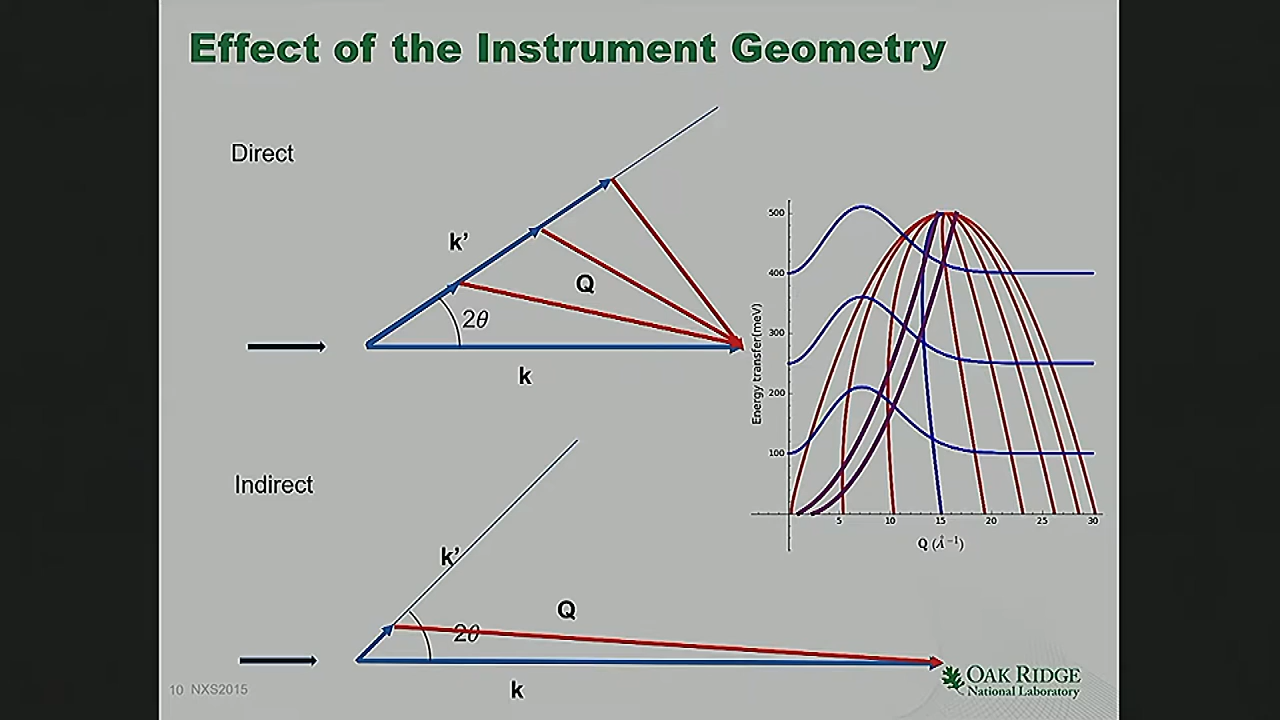 Effect of the Instrument Geometry
Direct
k’
Q
2θ
k
500
400
300
200
100
Energy transfer(meV)
5 10 15 20 25 30
Q (Å⁻¹)
Indirect
k’
Q
2θ
k
10 NXS2015
OAK RIDGE
National Laboratory